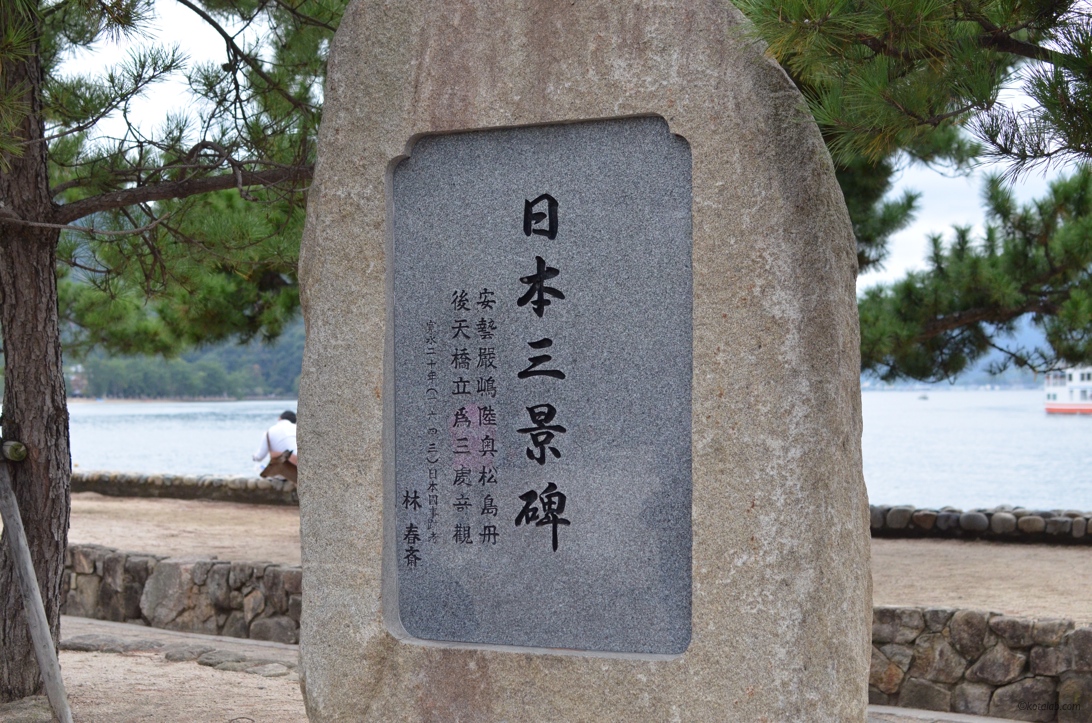 日本三景碑
安藝嚴嶋陸奥松島丹
後天橋立爲三處奇觀
寛永二十年(一六四三)日本国事跡考
林春斎